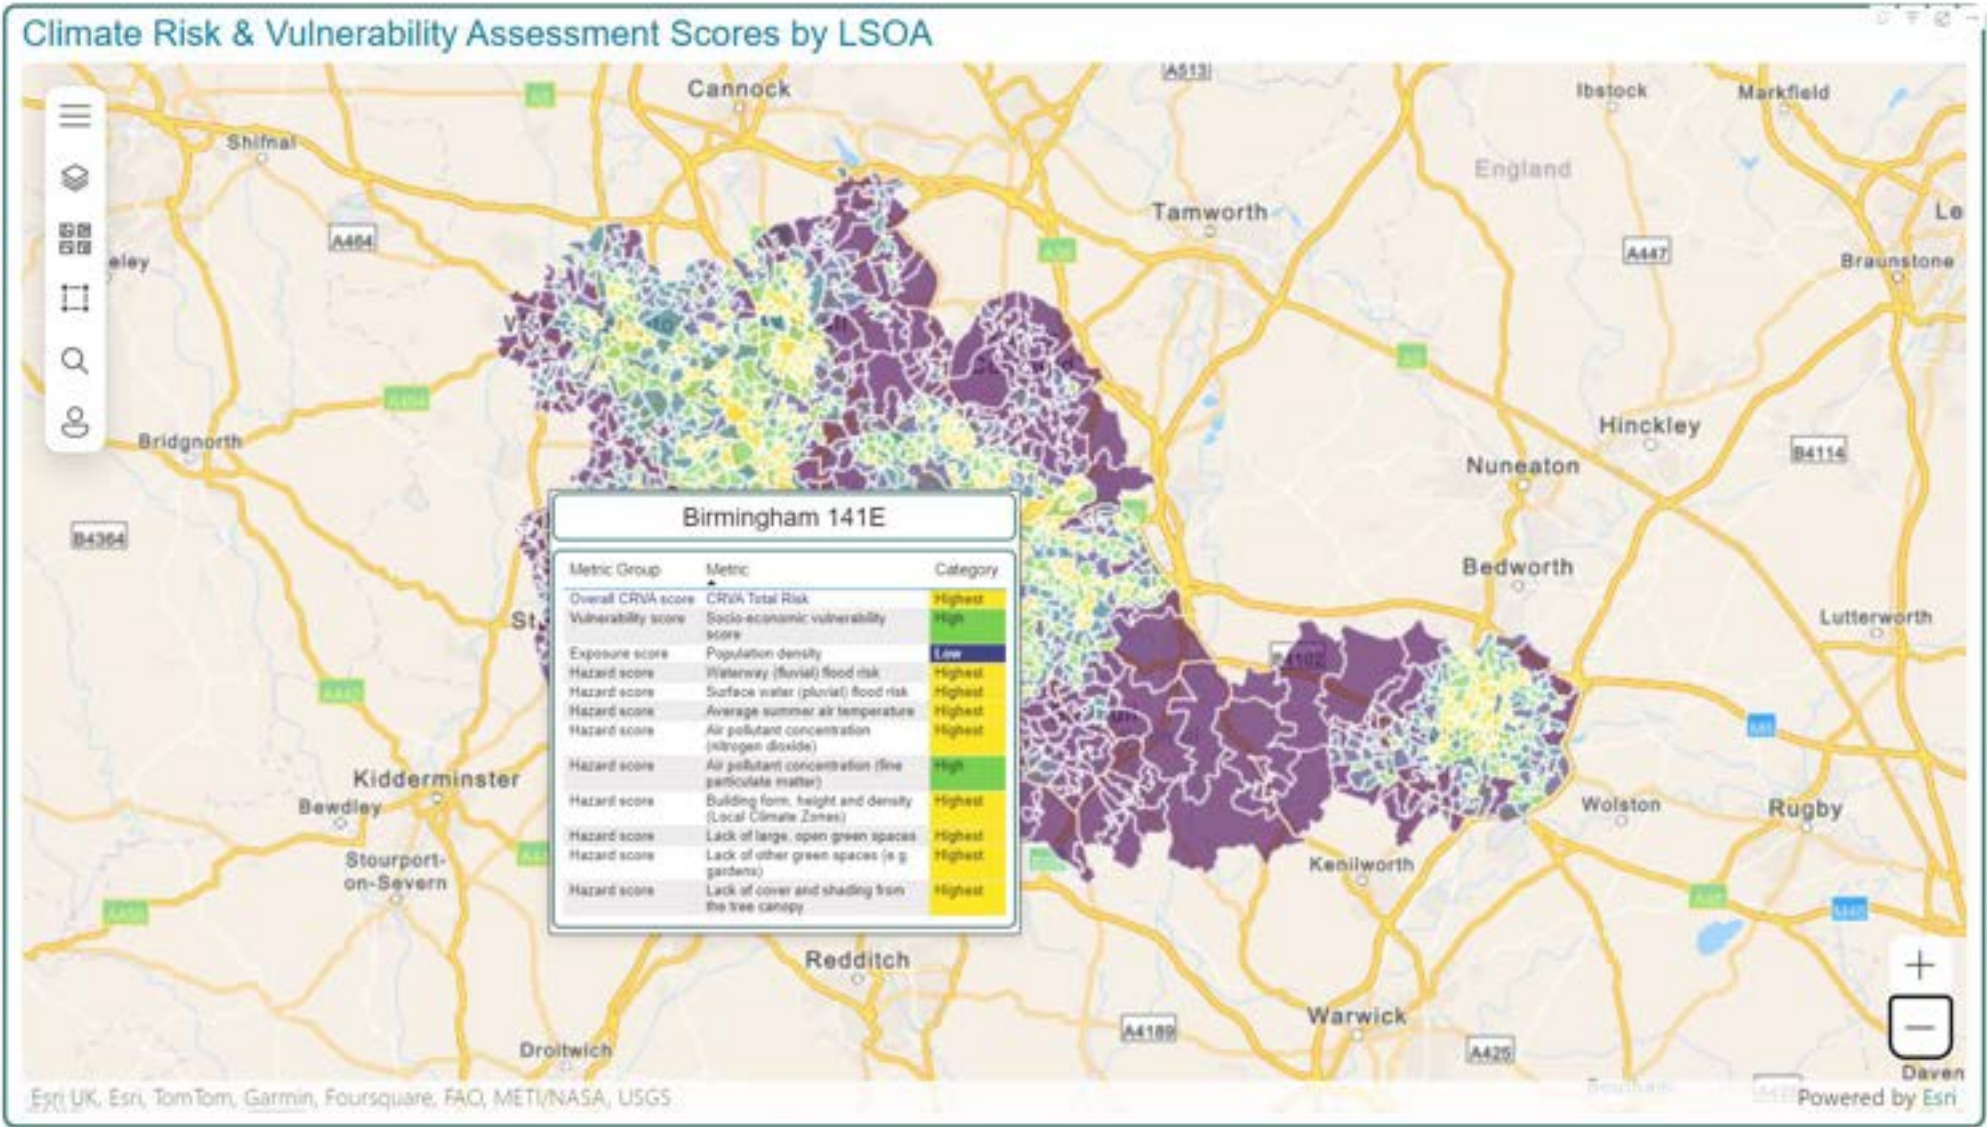 Climate Risk & Vulnerability Assessment Scores by LSOA
A513
Cannock
Ibstock
Markfield
Shifnal
England
Tamworth
Le
A464
A447
eley
Braunstone
Bridgnorth
Hinckley
B4114
Nuneaton
B4364
Birmingham 141E
Metric Group Metric Category
Overall CRVA score CRVA Total Risk Highest
Vulnerability score Socio-economic vulnerability
score High
Exposure score Population density Low
Hazard score Waterway (fluvial) flood risk Highest
Hazard score Surface water (pluvial) flood risk Highest
Hazard score Average summer air temperature Highest
Hazard score Air pollutant concentration
(nitrogen dioxide) Highest
Hazard score Air pollutant concentration (fine
particulate matter) High
Hazard score Building form, height and density
(Local Climate Zones) Highest
Hazard score Lack of large, open green spaces Highest
Hazard score Lack of other green spaces (e.g
gardens) Highest
Hazard score Lack of cover and shading from
the tree canopy Highest
Bedworth
Lutterworth
St
Kidderminster
Bewdley
Wolston
Rugby
Stourport-
on-Severn
Kenilworth
Redditch
Warwick
A4189
A425
Droitwich
Daven
Esri UK, Esri, TomTom, Garmin, Foursquare, FAO, METI/NASA, USGS
Powered by Esri